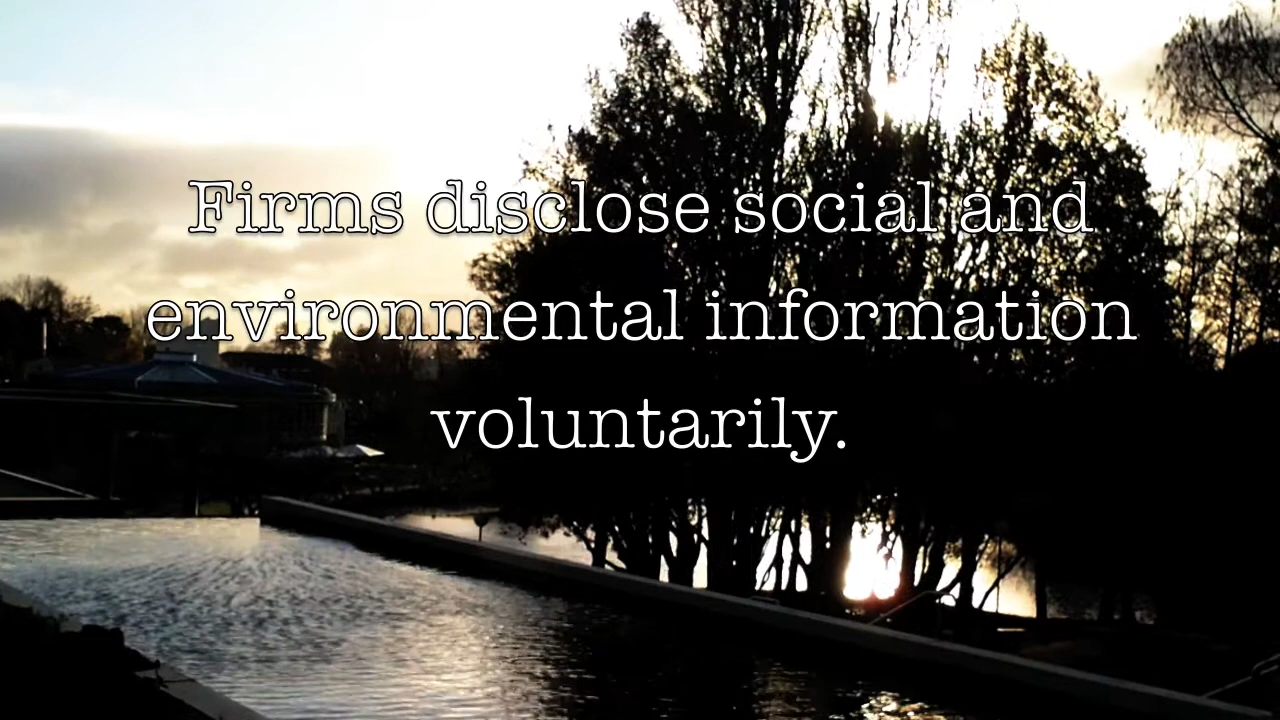 Firms disclose social and
environmental information
voluntarily.